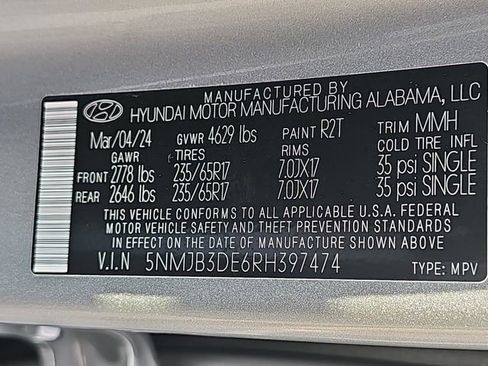 MANUFACTURED BY
HYUNDAI MOTOR MANUFACTURING ALABAMA, LLC
Mar/04/24 GVWR 4629 lbs PAINT R2T TRIM MMH
GAWR TIRES RIMS COLD TIRE INFL
FRONT 2778 lbs 235/65R17 7.0JX17 35 psi SINGLE
REAR 2646 lbs 235/65R17 7.0JX17 35 psi SINGLE
THIS VEHICLE CONFORMS TO ALL APPLICABLE U.S.A. FEDERAL
MOTOR VEHICLE SAFETY AND THEFT PREVENTION STANDARDS
IN EFFECT ON THE DATE OF MANUFACTURE SHOWN ABOVE.
V.I.N 5NMJB3DE6RH397474 TYPE: MPV